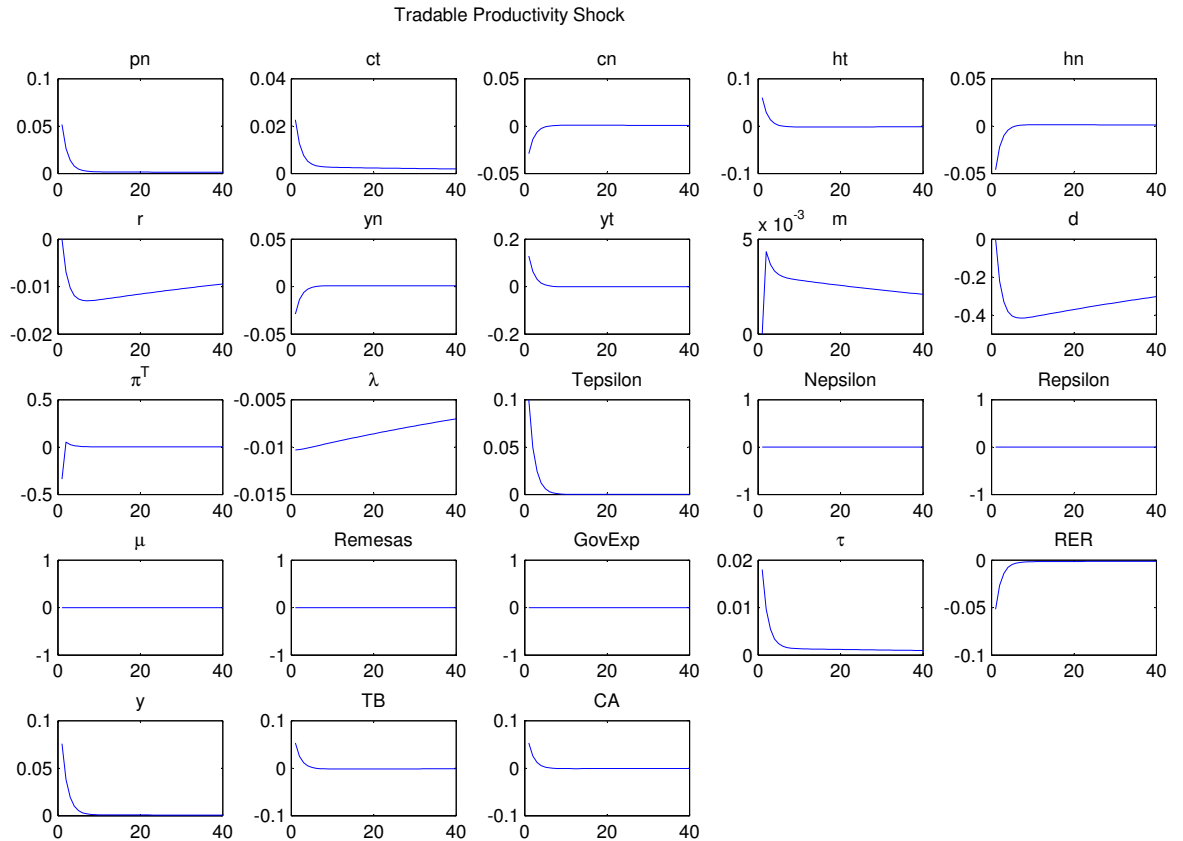 Tradable Productivity Shock
pn ct cn ht hn
0.1 0.04 0.05 0.1 0.05
0.05 0.02 0 0 0
0 0 -0.05 -0.1 -0.05
0 20 40 0 20 40 0 20 40 0 20 40 0 20 40
r yn yt x 10^-3 m d
0 0.05 0.2 5 0
-0.01 0 0 -0.2
-0.4
-0.02 -0.05 -0.2 0
0 20 40 0 20 40 0 20 40 0 20 40 0 20 40
π^T λ Tepsilon Nepsilon Repsilon
0.5 -0.005 0.1 1 1
0 -0.01 0.05 0 0
-0.5 -0.015 0 -1 -1
0 20 40 0 20 40 0 20 40 0 20 40 0 20 40
μ Remesas GovExp τ RER
1 1 1 0.02 0
0 0 0 0.01 -0.05
-1 -1 -1 0 -0.1
0 20 40 0 20 40 0 20 40 0 20 40 0 20 40
y TB CA
0.1 0.1 0.1
0.05 0 0
0 -0.1 -0.1
0 20 40 0 20 40 0 20 40